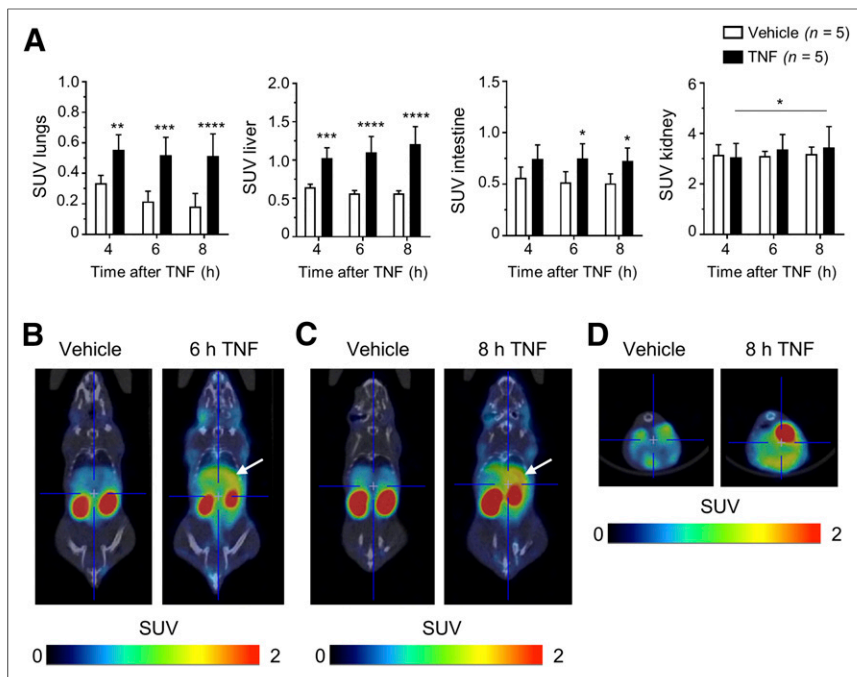 A
Vehicle (n = 5)
TNF (n = 5)
SUV lungs
1.0
0.8
0.6
0.4
0.2
0
** *** ****
4 6 8
Time after TNF (h)
SUV liver
2.0
1.5
1.0
0.5
0
*** **** ****
4 6 8
Time after TNF (h)
SUV intestine
1.5
1.0
0.5
0
* *
4 6 8
Time after TNF (h)
SUV kidney
6
4
2
0
*
4 6 8
Time after TNF (h)
B
Vehicle 6 h TNF
SUV
0 2
C
Vehicle 8 h TNF
SUV
0 2
D
Vehicle 8 h TNF
SUV
0 2